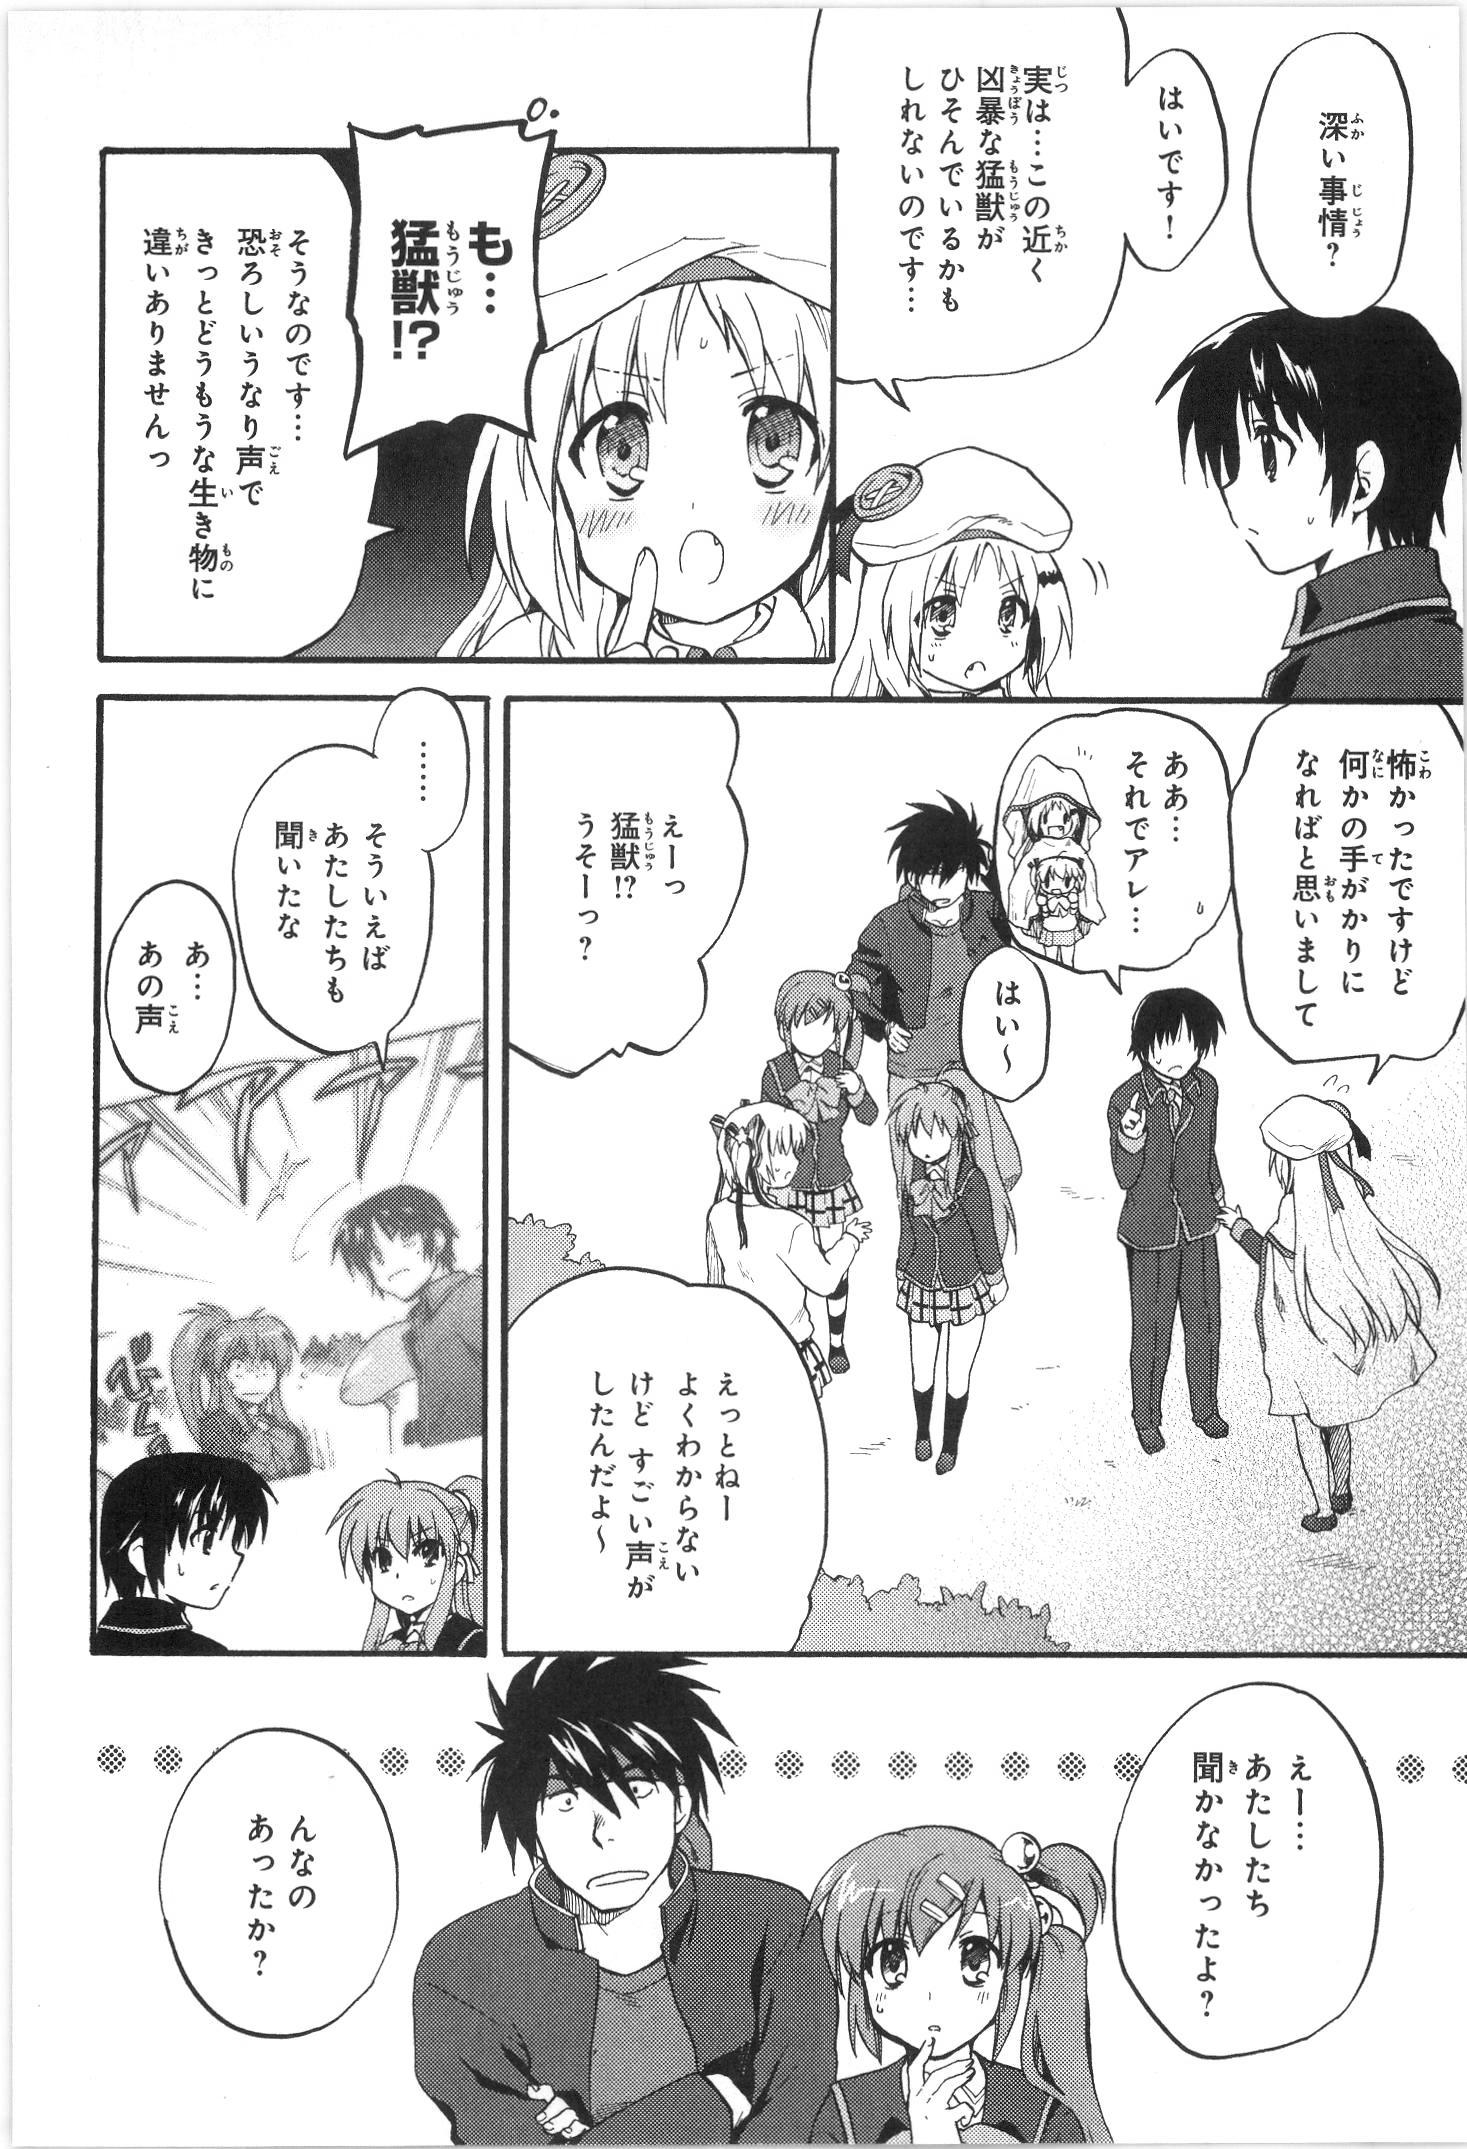 深い事情?
はいです!
実は…この近く
凶暴な猛獣が
ひそんでいるかも
しれないのです…
も…
猛獣!?
そうなのです…
恐ろしいうなり声で
きっとどうもうな生き物に
違いありませんっ
怖かったですけど
何かの手がかりに
なればと思いまして
ああ…
それでアレ…
はい～
えーっ
猛獣!?
うそーっ?
えっとねー
よくわからない
けど すごい声が
したんだよ～
……
そういえば
あたしたちも
聞いたな
あ…
あの声
えー…
あたしたち
聞かなかったよ?
んなの
あったか?